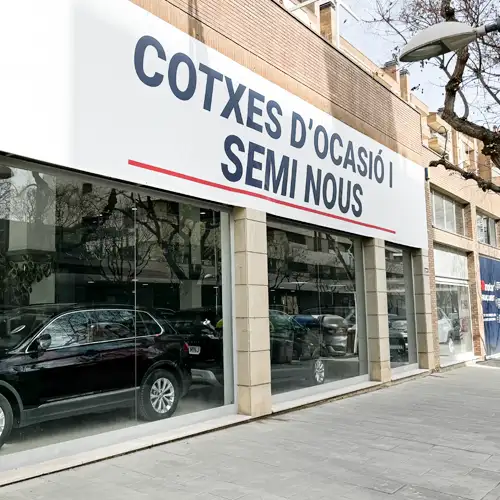 COTXES D'OCASIÓ I
SEMI NOUS